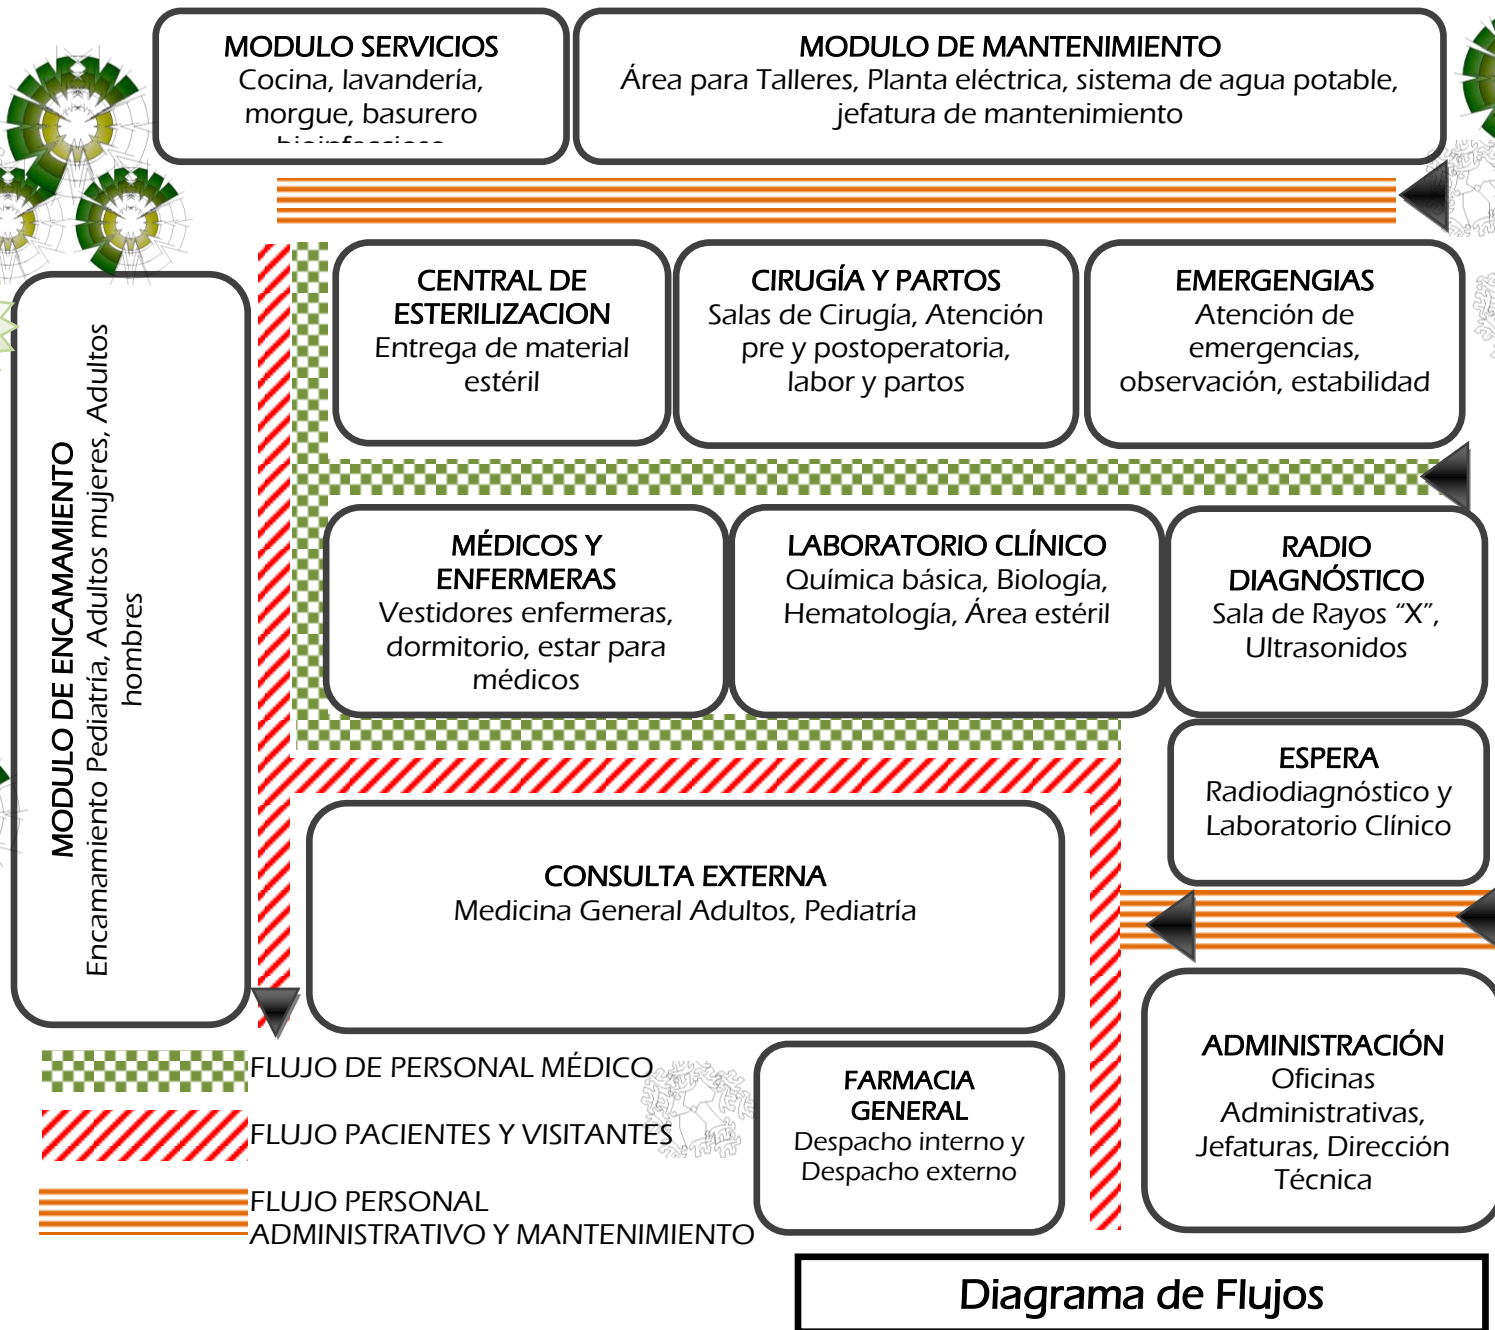 MODULO SERVICIOS
Cocina, lavandería,
morgue, basurero
MODULO DE MANTENIMIENTO
Área para Talleres, Planta eléctrica, sistema de agua potable,
jefatura de mantenimiento
CENTRAL DE
ESTERILIZACION
Entrega de material
estéril
CIRUGÍA Y PARTOS
Salas de Cirugía, Atención
pre y postoperatoria,
labor y partos
EMERGENGIAS
Atención de
emergencias,
observación, estabilidad
MODULO DE ENCAMAMIENTO
Encamamiento Pediatría, Adultos mujeres, Adultos
hombres
MÉDICOS Y
ENFERMERAS
Vestidores enfermeras,
dormitorio, estar para
médicos
LABORATORIO CLÍNICO
Química básica, Biología,
Hematología, Área estéril
RADIO
DIAGNÓSTICO
Sala de Rayos “X”,
Ultrasonidos
ESPERA
Radiodiagnóstico y
Laboratorio Clínico
CONSULTA EXTERNA
Medicina General Adultos, Pediatría
FARMACIA
GENERAL
Despacho interno y
Despacho externo
ADMINISTRACIÓN
Oficinas
Administrativas,
Jefaturas, Dirección
Técnica
FLUJO DE PERSONAL MÉDICO
FLUJO PACIENTES Y VISITANTES
FLUJO PERSONAL
ADMINISTRATIVO Y MANTENIMIENTO
Diagrama de Flujos